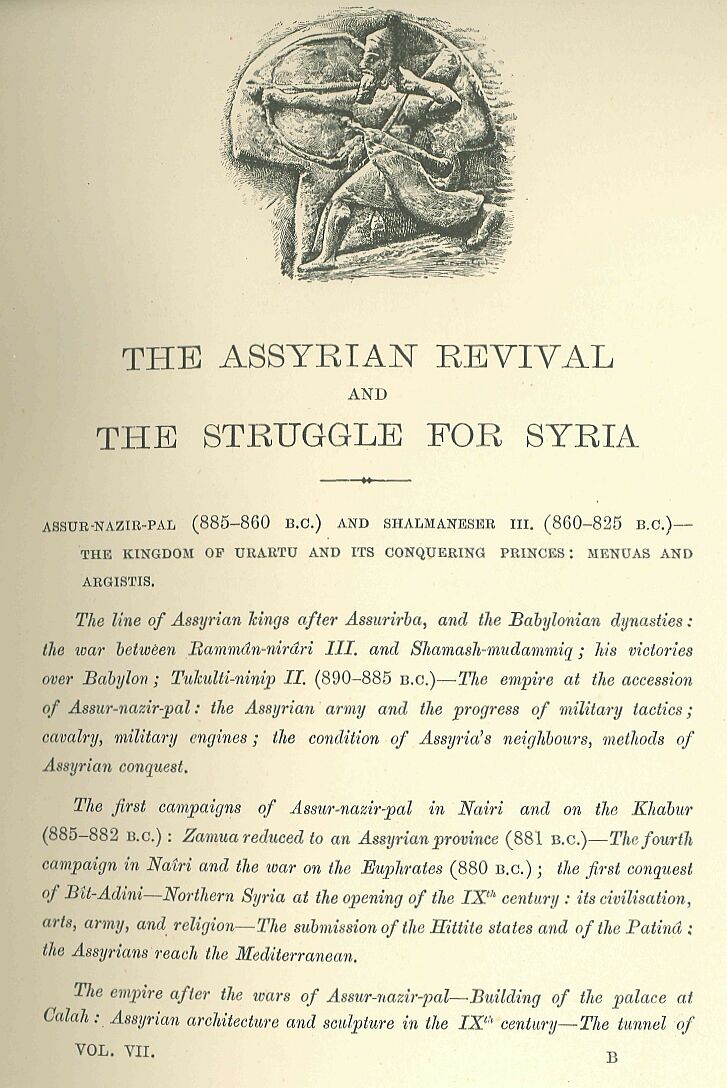 THE ASSYRIAN REVIVAL
AND
THE STRUGGLE FOR SYRIA
ASSUR-NAZIR-PAL (885–860 B.C.) AND SHALMANESER III. (860–825 B.C.)—
THE KINGDOM OF URARTU AND ITS CONQUERING PRINCES: MENUAS AND
ARGISTIS.
The line of Assyrian kings after Assurirba, and the Babylonian dynasties:
the war between Rammân-nirâri III. and Shamash-mudammiq; his victories
over Babylon; Tukulti-ninip II. (890–885 B.C.)—The empire at the accession
of Assur-nazir-pal: the Assyrian army and the progress of military tactics;
cavalry, military engines; the condition of Assyria's neighbours, methods of
Assyrian conquest.
The first campaigns of Assur-nazir-pal in Nairi and on the Khabur
(885–882 B.C.): Zamua reduced to an Assyrian province (881 B.C.)—The fourth
campaign in Naîri and the war on the Euphrates (880 B.C.); the first conquest
of Bît-Adini—Northern Syria at the opening of the IXth century: its civilisation,
arts, army, and religion—The submission of the Hittite states and of the Patinâ:
the Assyrians reach the Mediterranean.
The empire after the wars of Assur-nazir-pal—Building of the palace at
Calah: Assyrian architecture and sculpture in the IXth century—The tunnel of
VOL. VII.
B